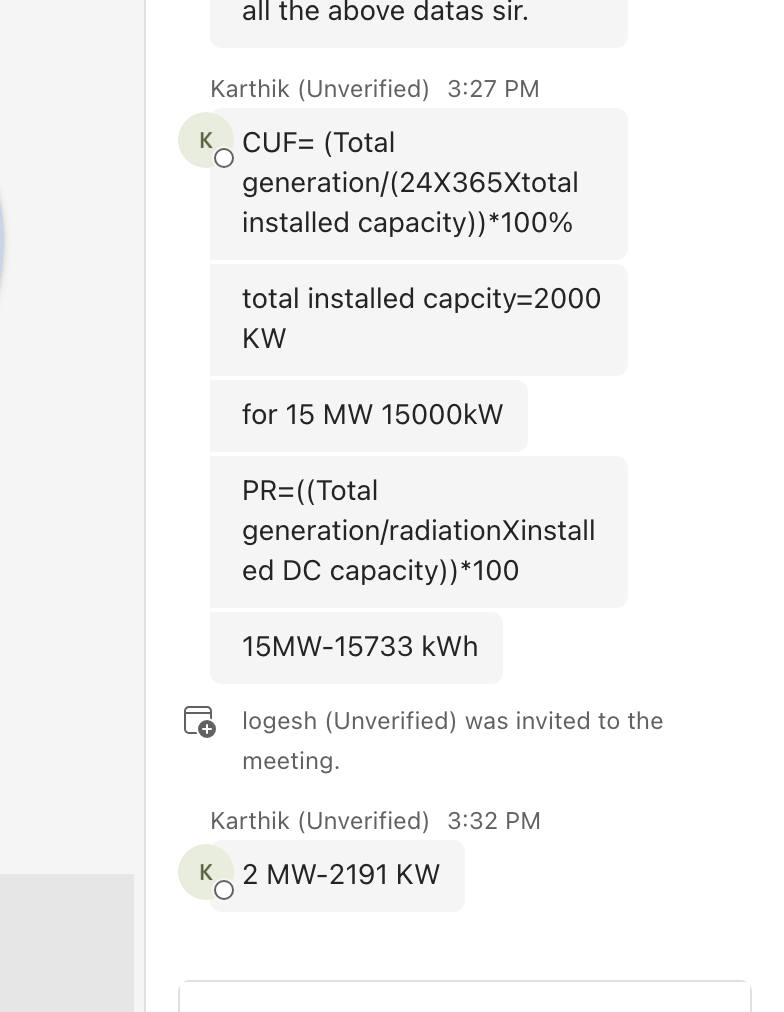 all the above datas sir.
Karthik (Unverified) 3:27 PM
K
CUF= (Total
generation/(24X365Xtotal
installed capacity))*100%
total installed capcity=2000
KW
for 15 MW 15000kW
PR=((Total
generation/radiationXinstall
ed DC capacity))*100
15MW-15733 kWh
logesh (Unverified) was invited to the
meeting.
Karthik (Unverified) 3:32 PM
K
2 MW-2191 KW